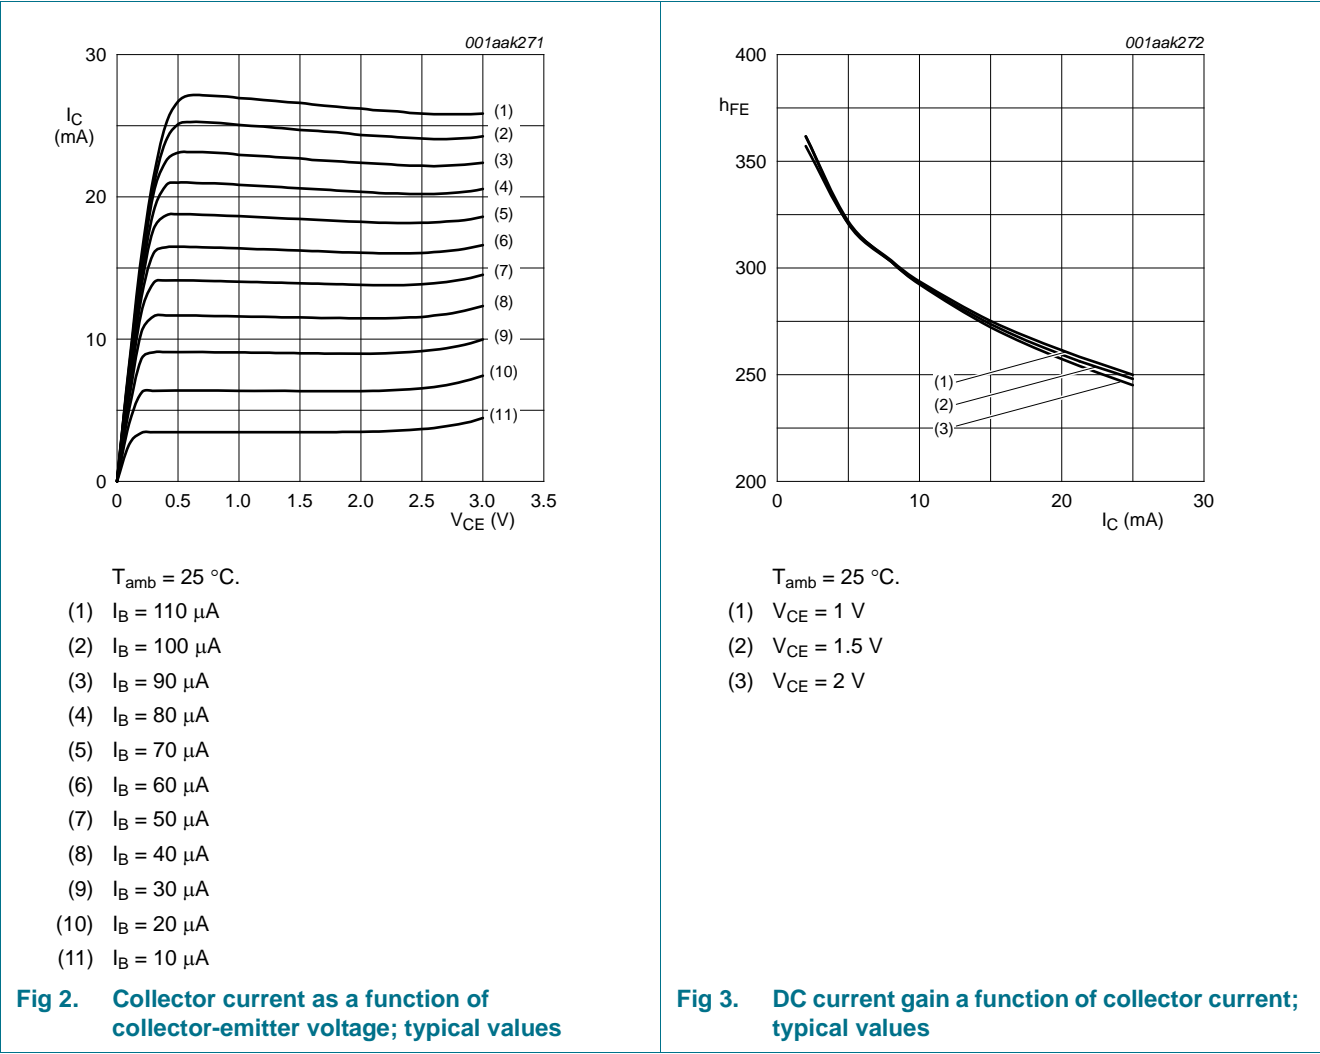 001aak271
30
20
10
0
I_C
(mA)
(1)
(2)
(3)
(4)
(5)
(6)
(7)
(8)
(9)
(10)
(11)
0 0.5 1.0 1.5 2.0 2.5 3.0 3.5
V_CE (V)
T_amb = 25 °C.
(1) I_B = 110 μA
(2) I_B = 100 μA
(3) I_B = 90 μA
(4) I_B = 80 μA
(5) I_B = 70 μA
(6) I_B = 60 μA
(7) I_B = 50 μA
(8) I_B = 40 μA
(9) I_B = 30 μA
(10) I_B = 20 μA
(11) I_B = 10 μA
Fig 2. Collector current as a function of
collector-emitter voltage; typical values
001aak272
400
350
300
250
200
h_FE
(1)
(2)
(3)
0 10 20 30
I_C (mA)
T_amb = 25 °C.
(1) V_CE = 1 V
(2) V_CE = 1.5 V
(3) V_CE = 2 V
Fig 3. DC current gain a function of collector current;
typical values